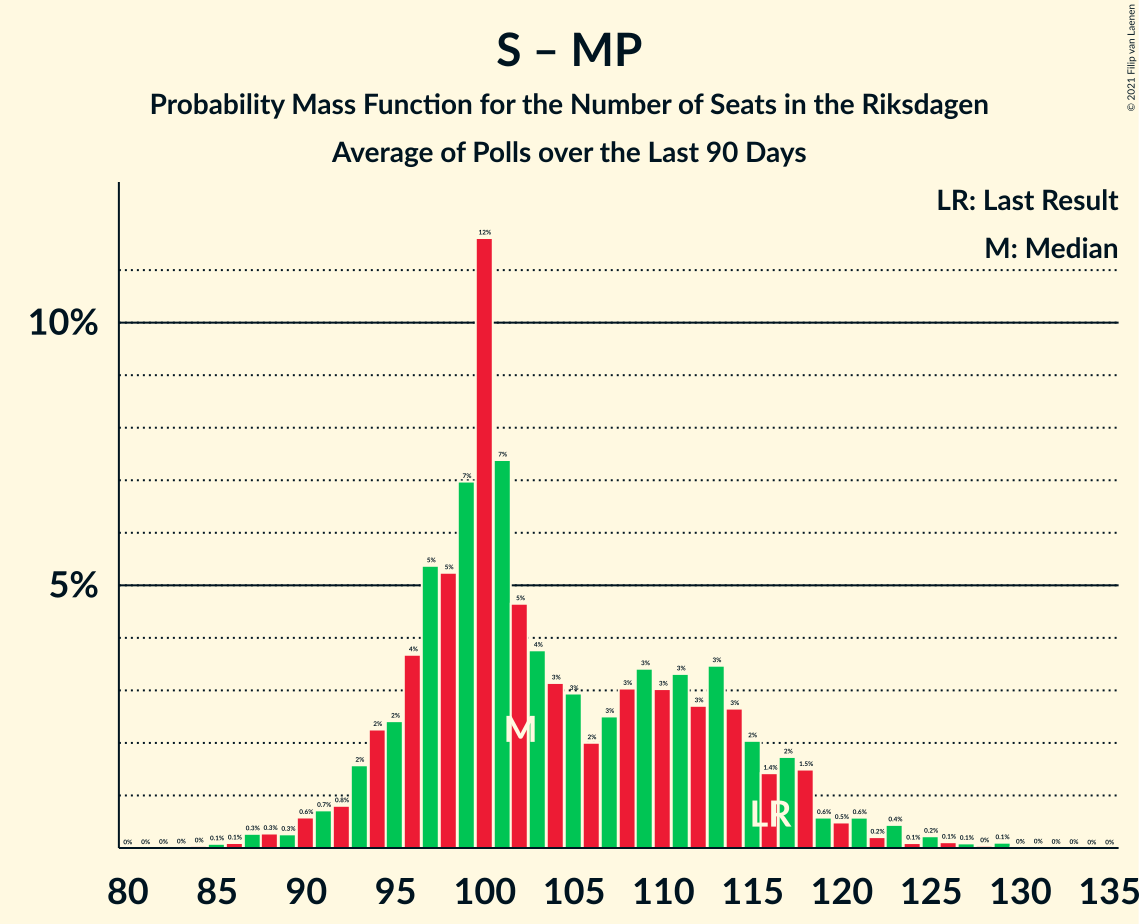 S – MP
Probability Mass Function for the Number of Seats in the Riksdagen
Average of Polls over the Last 90 Days
© 2021 Filip van Laenen
LR: Last Result
M: Median
10%
5%
0% 0% 0% 0% 0% 0.1% 0.1% 0.3% 0.3% 0.3% 0.6% 0.7% 0.8% 2% 2% 2% 4% 5% 5% 7% 12% 7% 5% 4% 3% 3% 2% 3% 3% 3% 3% 3% 3% 3% 3% 2% 1.4% 2% 1.5% 0.6% 0.5% 0.6% 0.2% 0.4% 0.1% 0.2% 0.1% 0.1% 0% 0.1% 0% 0% 0% 0% 0% 0%
M
LR
80 85 90 95 100 105 110 115 120 125 130 135